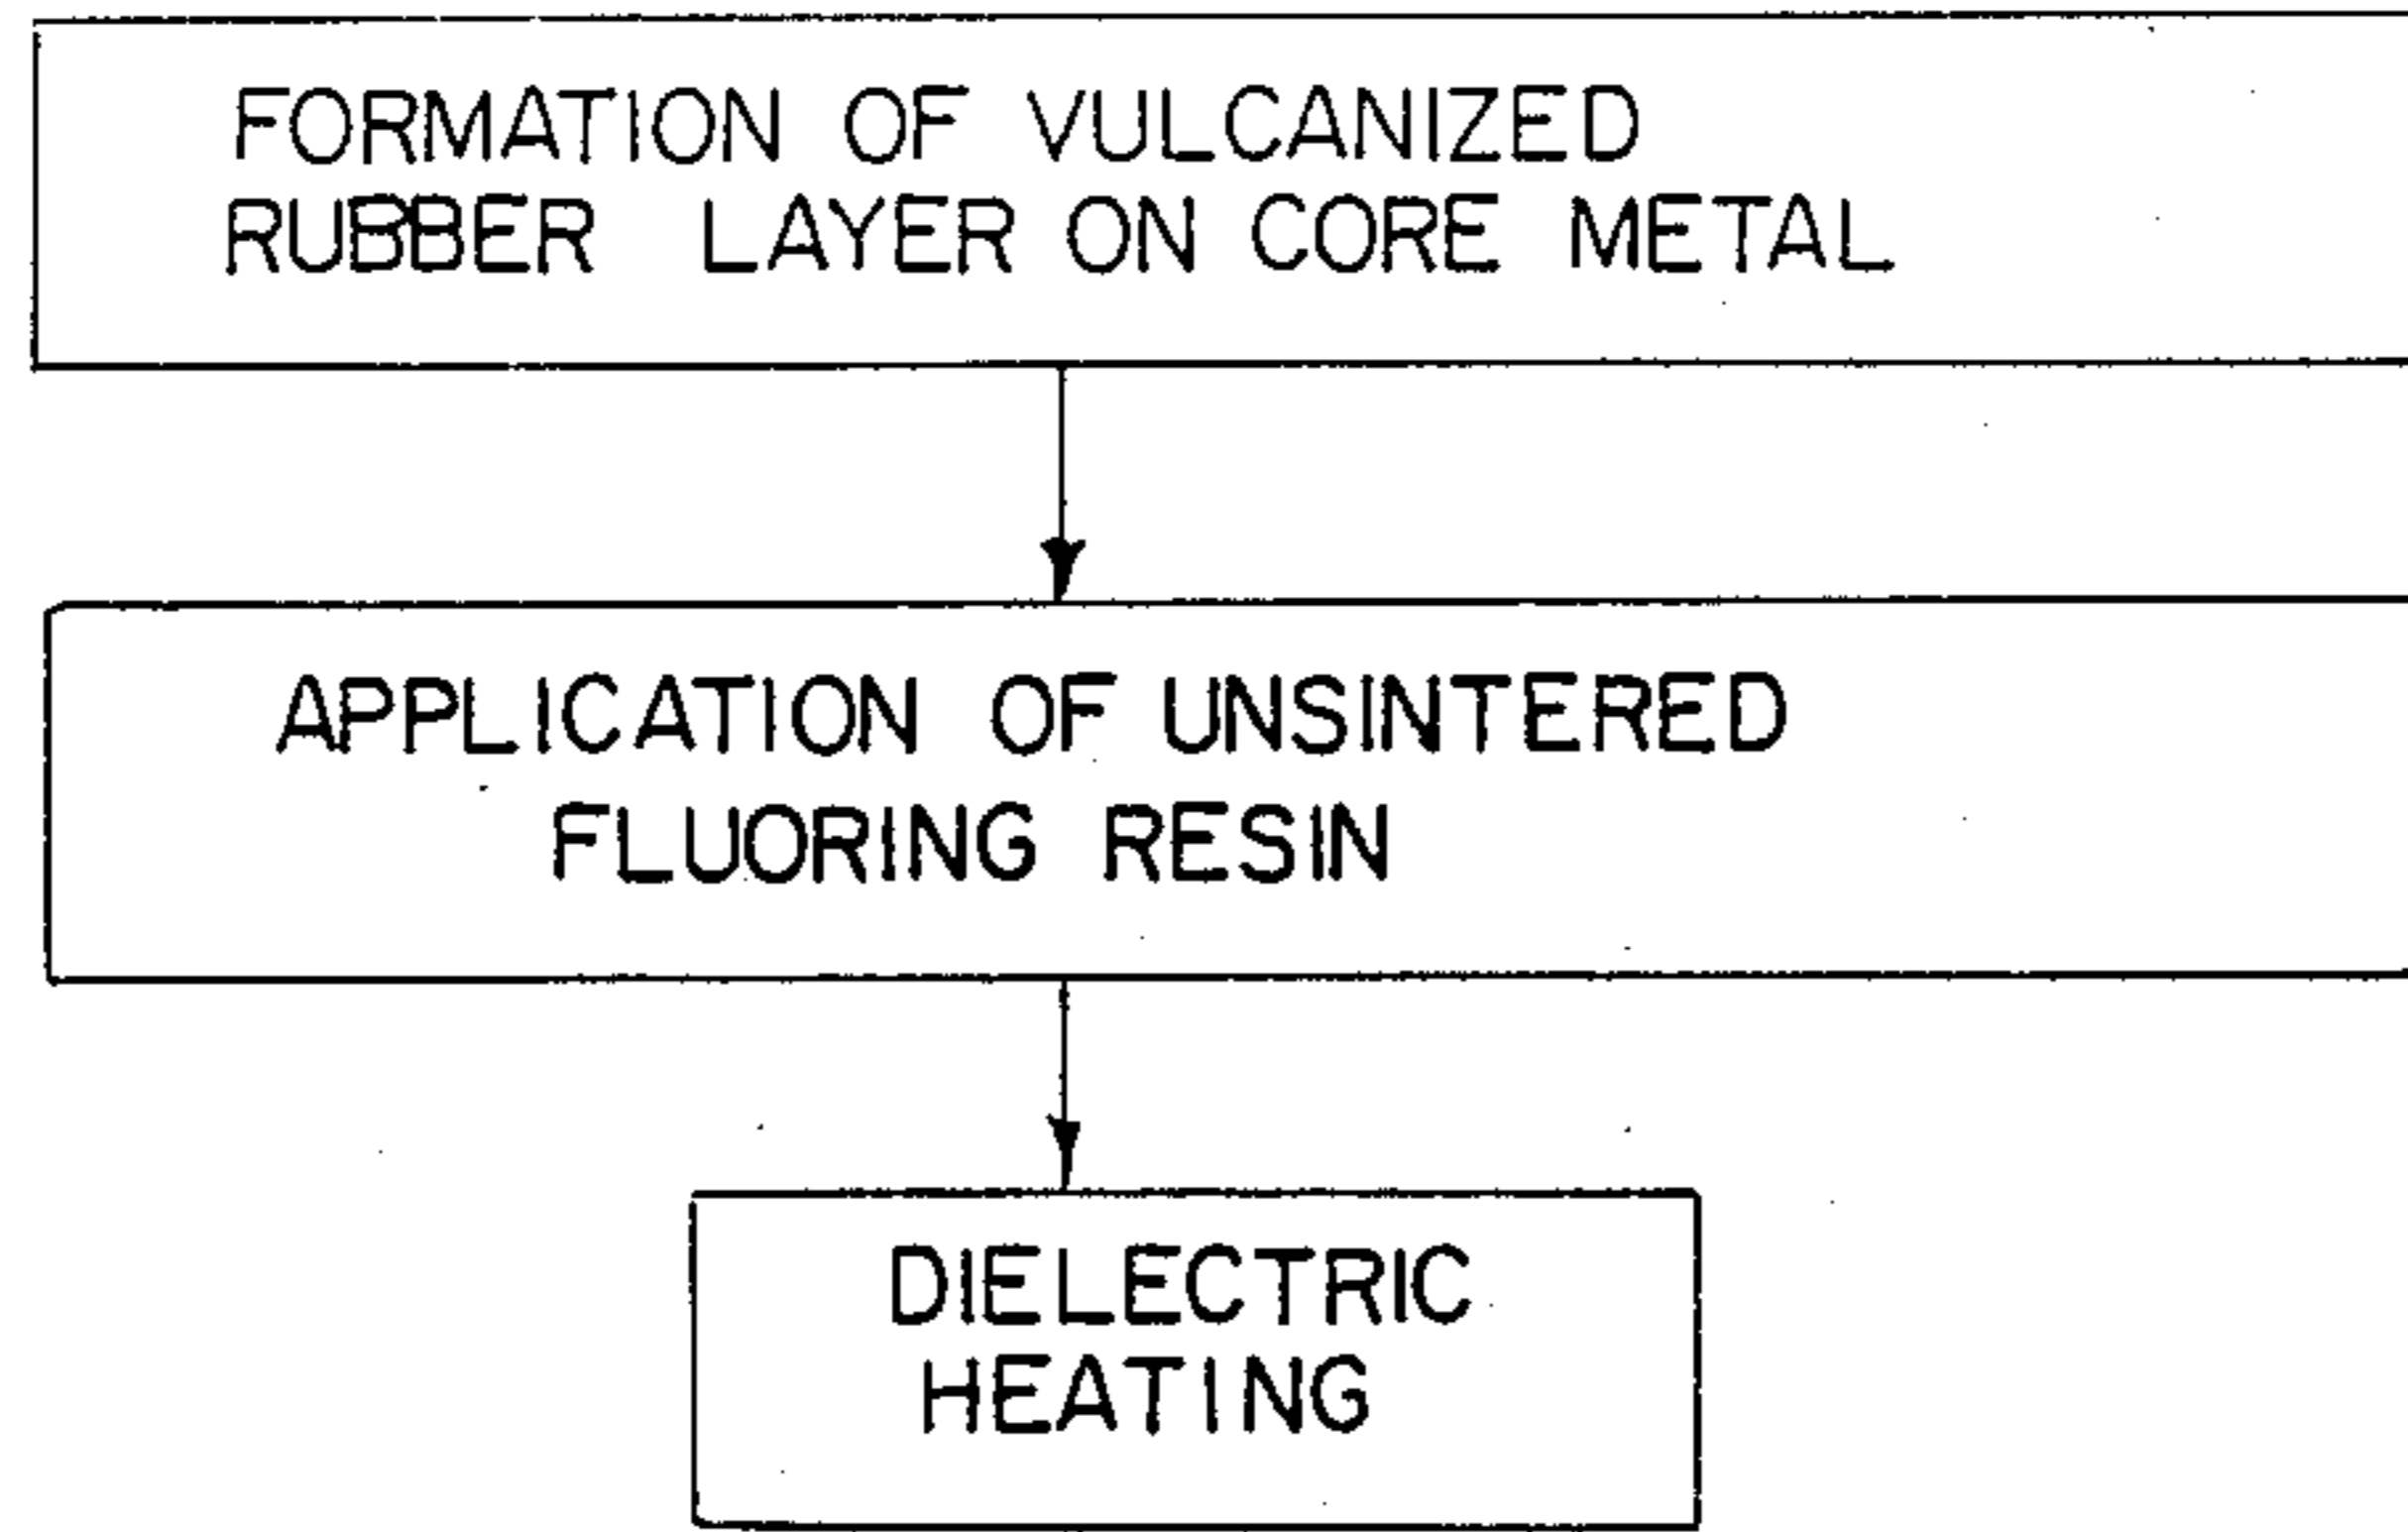 FORMATION OF VULCANIZED
RUBBER LAYER ON CORE METAL
APPLICATION OF UNSINTERED
FLUORING RESIN
DIELECTRIC
HEATING